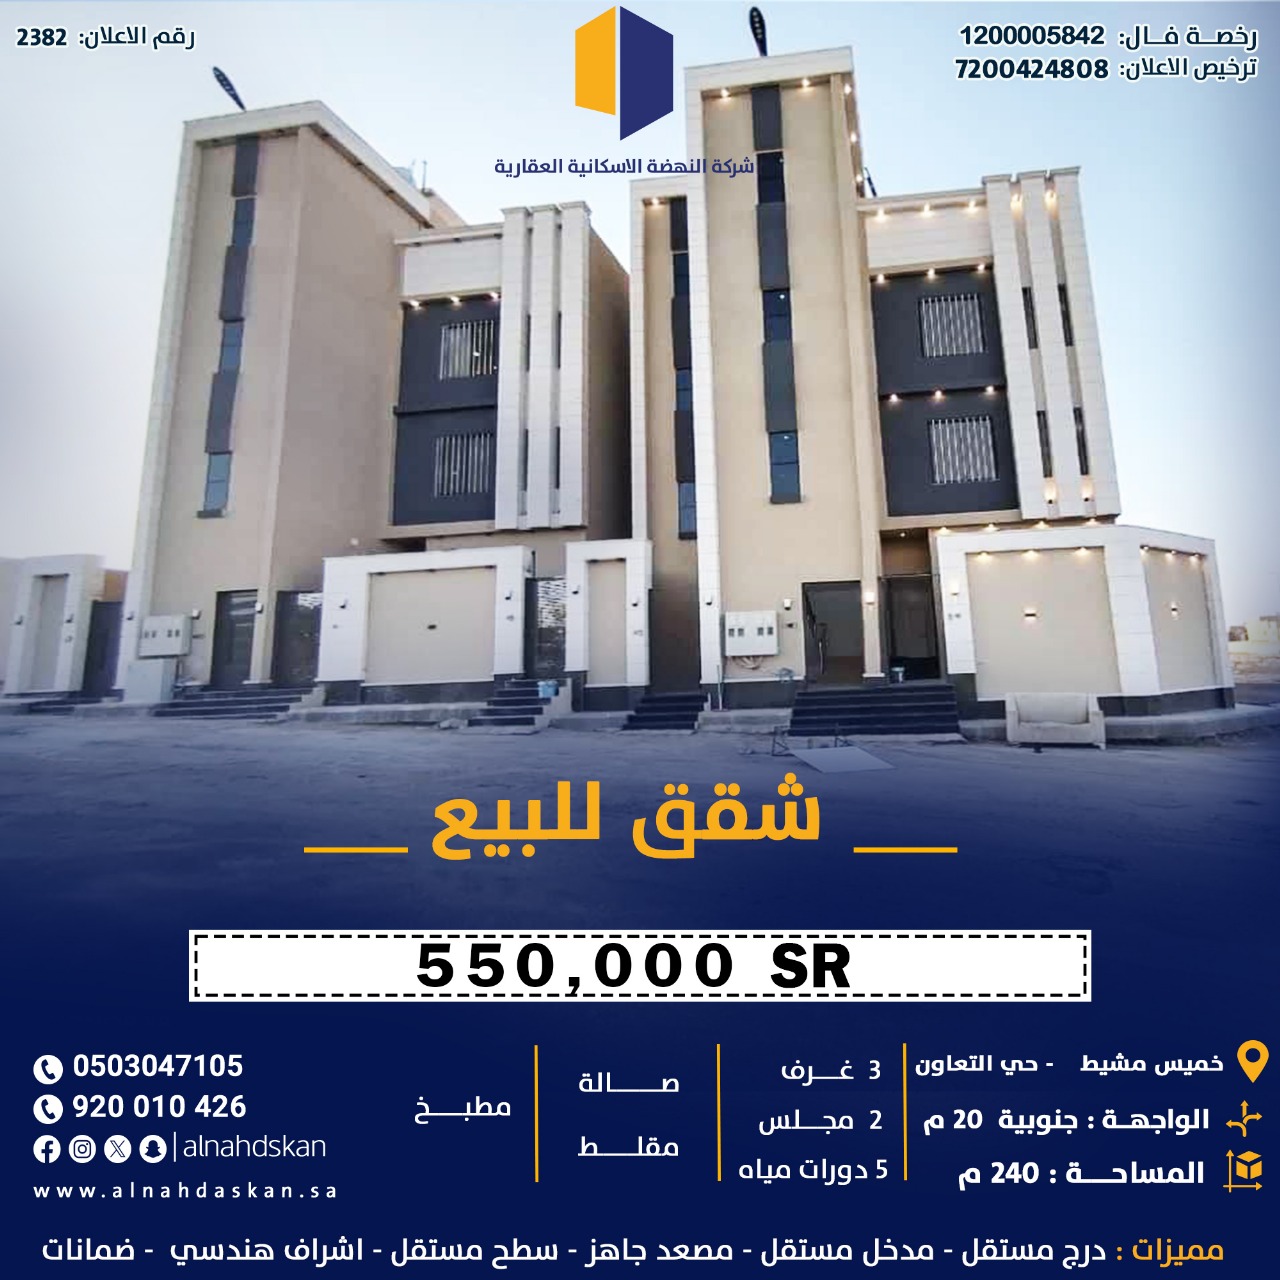 رخصة فال: 1200005842
ترخيص الاعلان: 7200424808
رقم الاعلان: 2382
شركة النهضة الاسكانية العقارية
شقق للبيع
550,000 SR
خميس مشيط - حي التعاون
الواجهة : جنوبية 20 م
المساحة : 240 م
3 غرف
2 مجلس
5 دورات مياه
صالة
مقلط
مطبخ
0503047105
920 010 426
|alnahdskan
www.alnahdaskan.sa
مميزات : درج مستقل - مدخل مستقل - مصعد جاهز - سطح مستقل - اشراف هندسي - ضمانات